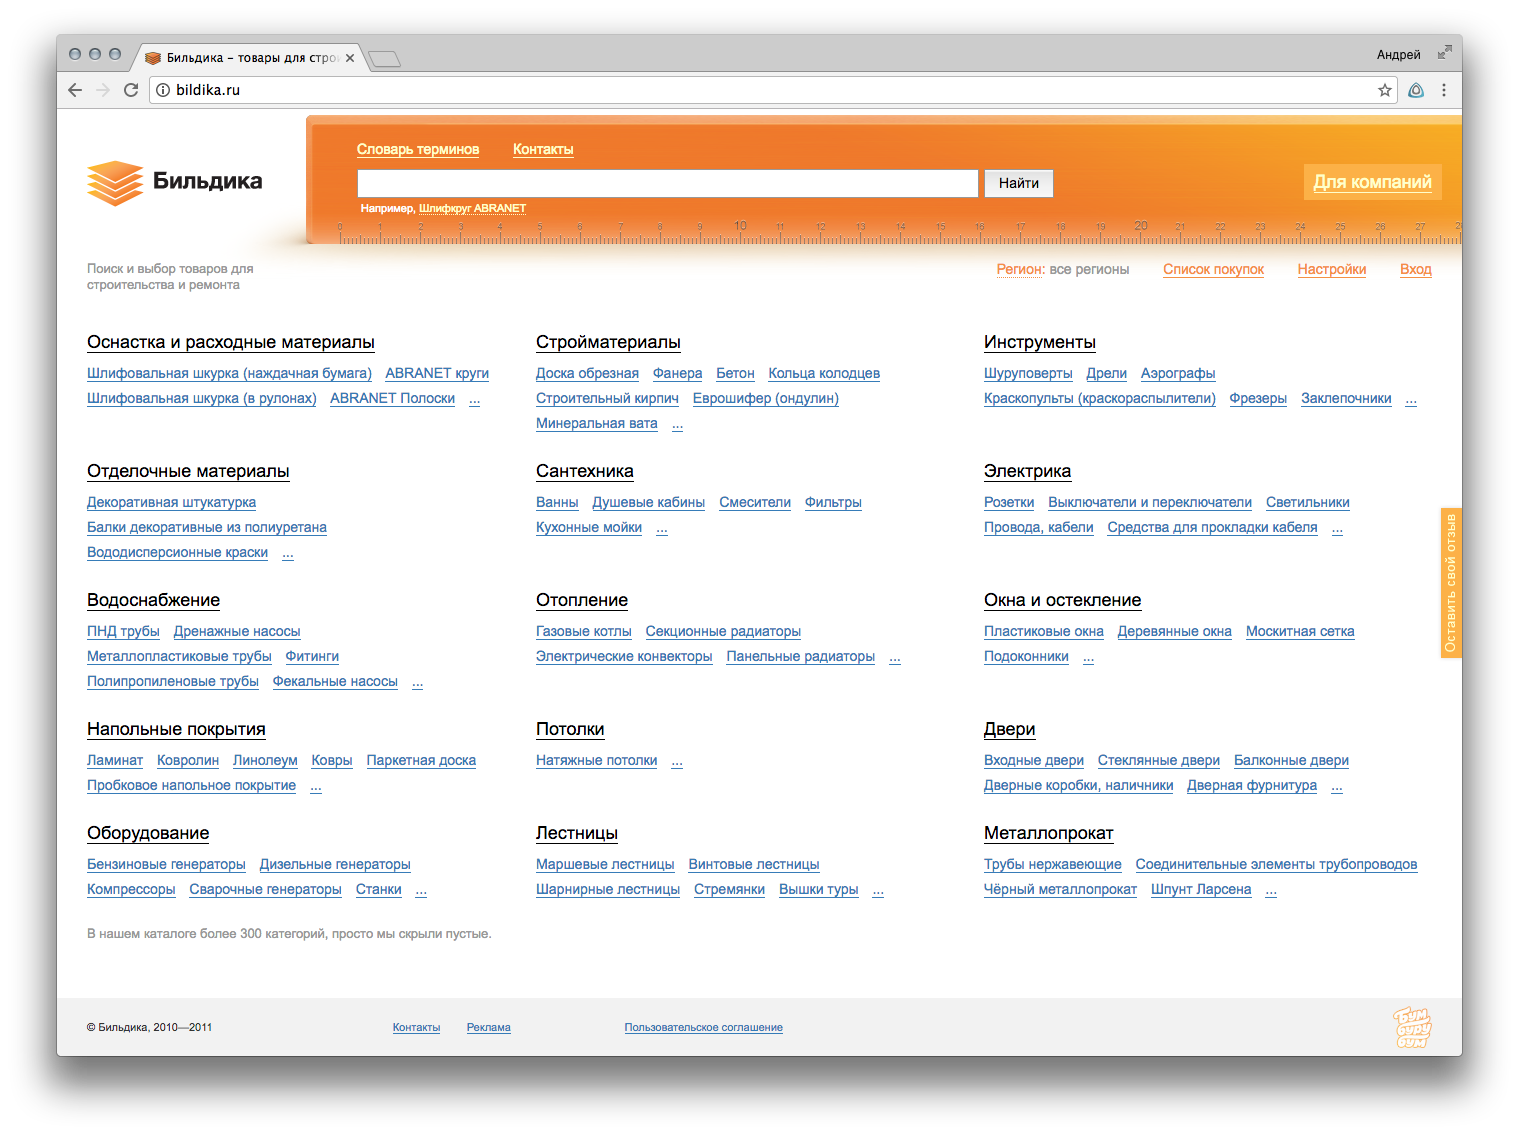 Бильдика – товары для стро
Андрей
bildika.ru
Словарь терминов Контакты
Бильдика
Найти
Для компаний
Например, Шлифкруг ABRANET
0 1 2 3 4 5 6 7 8 9 10 11 12 13 14 15 16 17 18 19 20 21 22 23 24 25 26 27
Поиск и выбор товаров для
строительства и ремонта
Регион: все регионы Список покупок Настройки Вход
Оснастка и расходные материалы
Шлифовальная шкурка (наждачная бумага) ABRANET круги
Шлифовальная шкурка (в рулонах) ABRANET Полоски ...
Стройматериалы
Доска обрезная Фанера Бетон Кольца колодцев
Строительный кирпич Еврошифер (ондулин)
Минеральная вата ...
Инструменты
Шуруповерты Дрели Аэрографы
Краскопульты (краскораспылители) Фрезеры Заклепочники ...
Отделочные материалы
Декоративная штукатурка
Балки декоративные из полиуретана
Вододисперсионные краски ...
Сантехника
Ванны Душевые кабины Смесители Фильтры
Кухонные мойки ...
Электрика
Розетки Выключатели и переключатели Светильники
Провода, кабели Средства для прокладки кабеля ...
Оставить свой отзыв
Водоснабжение
ПНД трубы Дренажные насосы
Металлопластиковые трубы Фитинги
Полипропиленовые трубы Фекальные насосы ...
Отопление
Газовые котлы Секционные радиаторы
Электрические конвекторы Панельные радиаторы ...
Окна и остекление
Пластиковые окна Деревянные окна Москитная сетка
Подоконники ...
Напольные покрытия
Ламинат Ковролин Линолеум Ковры Паркетная доска
Пробковое напольное покрытие ...
Потолки
Натяжные потолки ...
Двери
Входные двери Стеклянные двери Балконные двери
Дверные коробки, наличники Дверная фурнитура ...
Оборудование
Бензиновые генераторы Дизельные генераторы
Компрессоры Сварочные генераторы Станки ...
Лестницы
Маршевые лестницы Винтовые лестницы
Шарнирные лестницы Стремянки Вышки туры ...
Металлопрокат
Трубы нержавеющие Соединительные элементы трубопроводов
Чёрный металлопрокат Шпунт Ларсена ...
В нашем каталоге более 300 категорий, просто мы скрыли пустые.
© Бильдика, 2010—2011
Контакты Реклама Пользовательское соглашение
Бум
буру
бум